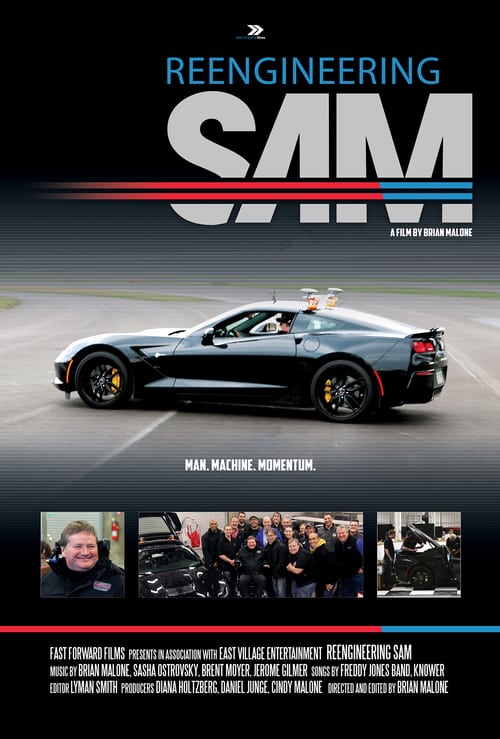 REENGINEERING
SAM
A FILM BY BRIAN MALONE
MAN. MACHINE. MOMENTUM.
FAST FORWARD FILMS PRESENTS IN ASSOCIATION WITH EAST VILLAGE ENTERTAINMENT REENGINEERING SAM
MUSIC BY BRIAN MALONE, SASHA OSTROVSKY, BRENT MOYER, JEROME GILMER SONGS BY FREDDY JONES BAND, KNOWER
EDITOR LYMAN SMITH PRODUCERS DIANA HOLTZBERG, DANIEL JUNGE, CINDY MALONE DIRECTED AND EDITED BY BRIAN MALONE